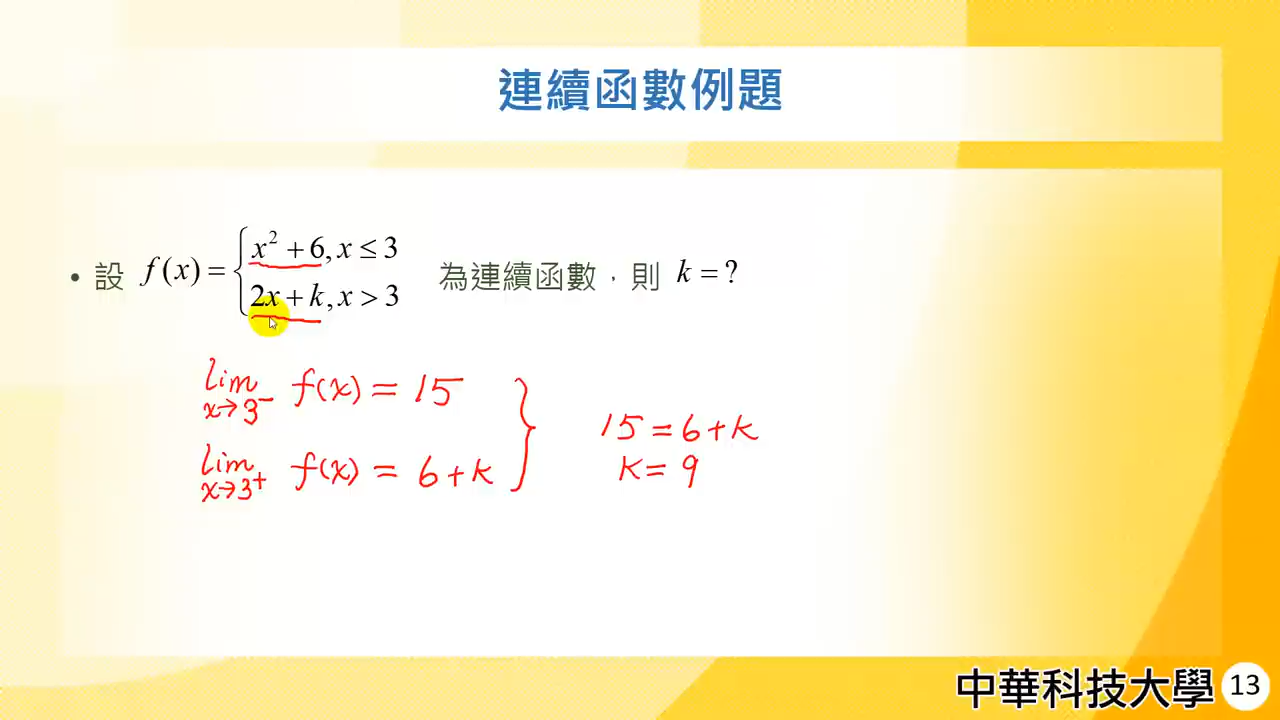 連續函數例題
• 設 f(x) = { x² + 6, x ≤ 3
2x + k, x > 3 為連續函數，則 k = ?
lim x→3⁻ f(x) = 15
lim x→3⁺ f(x) = 6 + k
15 = 6 + k
k = 9
中華科技大學 13